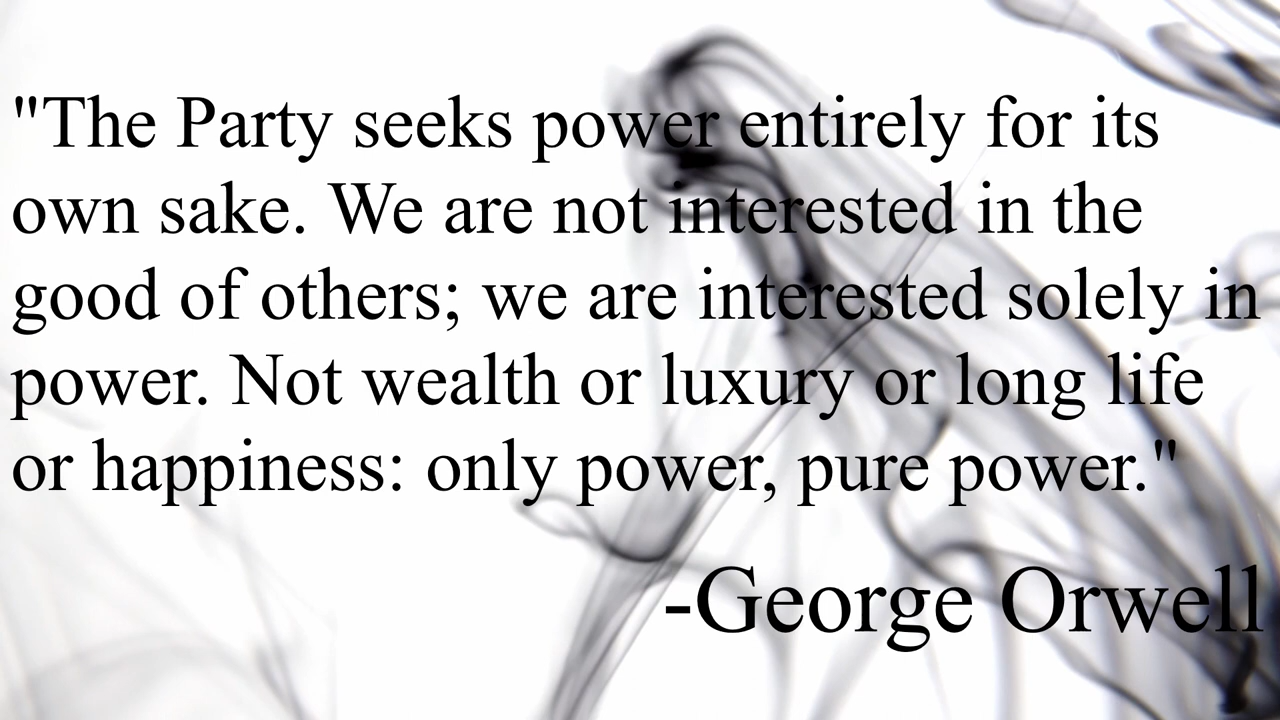 "The Party seeks power entirely for its
own sake. We are not interested in the
good of others; we are interested solely in
power. Not wealth or luxury or long life
or happiness: only power, pure power."
-George Orwell